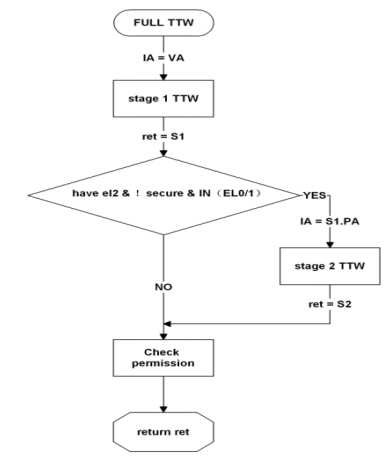 FULL TTW
IA = VA
stage 1 TTW
ret = S1
have el2 & ！ secure & IN（EL0/1）
YES
IA = S1.PA
stage 2 TTW
ret = S2
NO
Check
permission
return ret